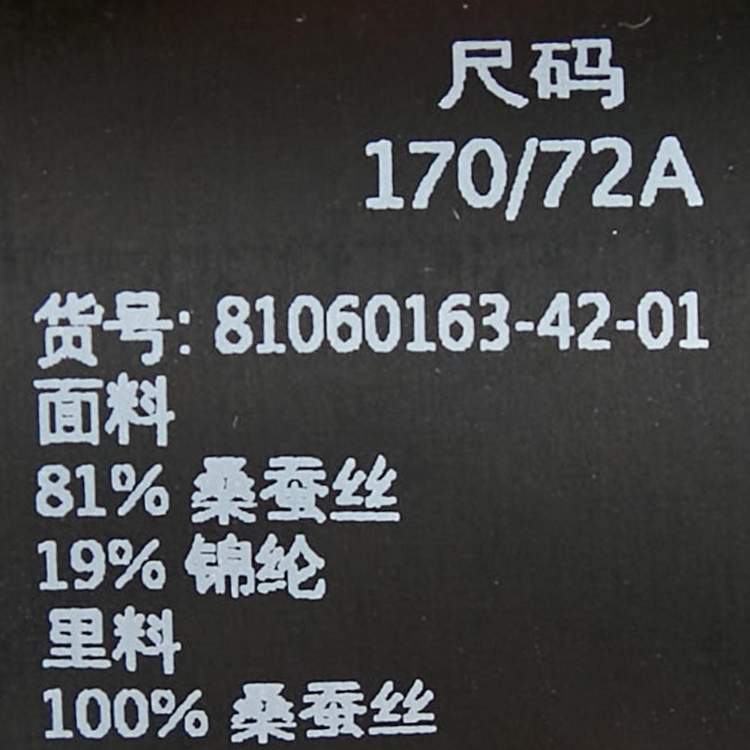 尺码
170/72A
货号: 81060163-42-01
面料
81% 桑蚕丝
19% 锦纶
里料
100% 桑蚕丝